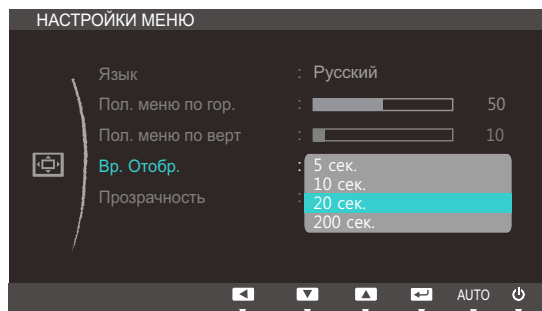 НАСТРОЙКИ МЕНЮ
Язык : Русский
Пол. меню по гор. : 50
Пол. меню по верт : 10
Вр. Отобр. : 5 сек.
10 сек.
Прозрачность : 20 сек.
200 сек.
AUTO